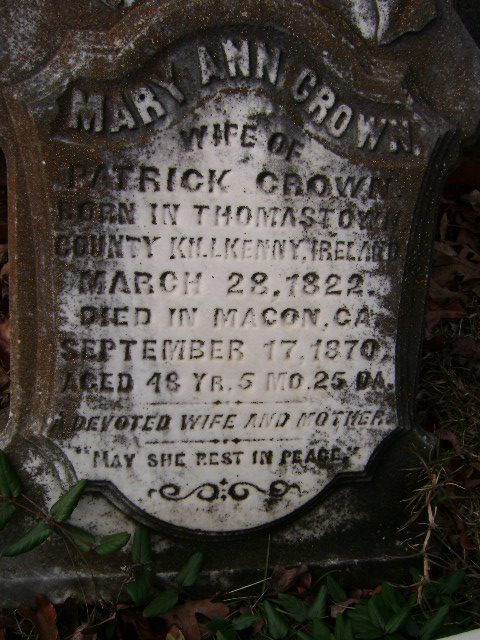 MARY ANN CROWN.
WIFE OF
PATRICK CROWN.
BORN IN THOMASTOWN
COUNTY KILLKENNY, IRELAND
MARCH 28, 1822
DIED IN MACON, GA.
SEPTEMBER 17, 1870.
AGED 48 YR. 5 MO. 25 DA.
A DEVOTED WIFE AND MOTHER.
"MAY SHE REST IN PEACE."